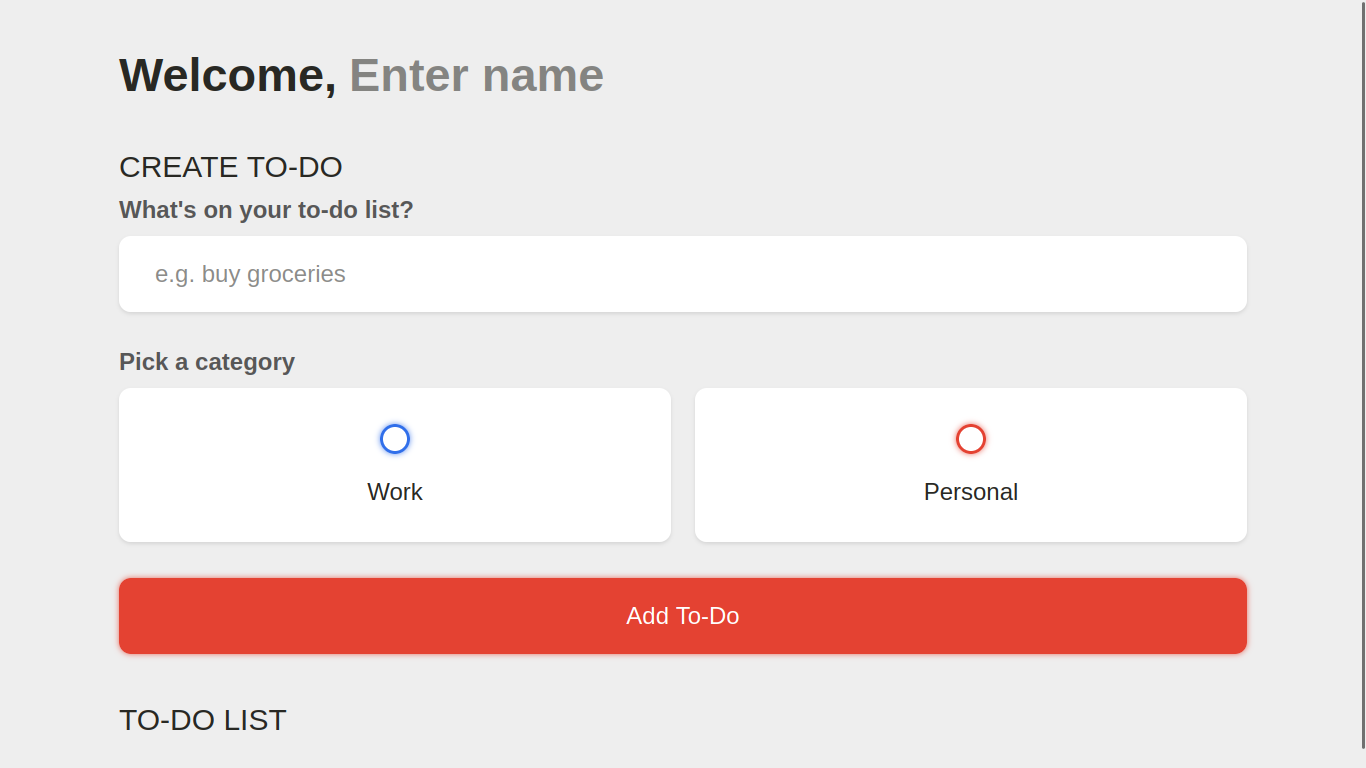 Welcome, Enter name
CREATE TO-DO
What's on your to-do list?
e.g. buy groceries
Pick a category
Work
Personal
Add To-Do
TO-DO LIST